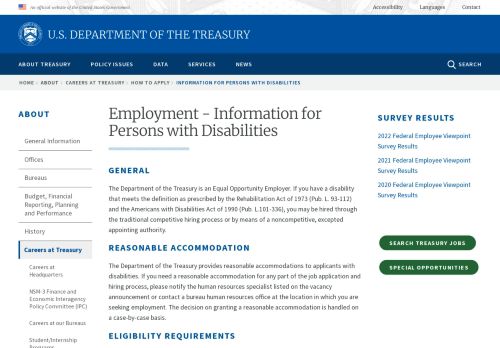 An official website of the United States Government
Accessibility Languages Contact
U.S. DEPARTMENT OF THE TREASURY
ABOUT TREASURY POLICY ISSUES DATA SERVICES NEWS SEARCH
HOME › ABOUT › CAREERS AT TREASURY › HOW TO APPLY › INFORMATION FOR PERSONS WITH DISABILITIES
ABOUT
General Information
Offices
Bureaus
Budget, Financial
Reporting, Planning
and Performance
History
Careers at Treasury
Careers at
Headquarters
NSM-3 Finance and
Economic Interagency
Policy Committee (IPC)
Careers at our Bureaus
Student/Internship
Programs
Employment - Information for
Persons with Disabilities
GENERAL
The Department of the Treasury is an Equal Opportunity Employer. If you have a disability
that meets the definition as prescribed by the Rehabilitation Act of 1973 (Pub. L. 93-112)
and the Americans with Disabilities Act of 1990 (Pub. L.101-336), you may be hired through
the traditional competitive hiring process or by means of a noncompetitive, excepted
appointing authority.
REASONABLE ACCOMMODATION
The Department of the Treasury provides reasonable accommodations to applicants with
disabilities. If you need a reasonable accommodation for any part of the job application and
hiring process, please notify the human resources specialist listed on the vacancy
announcement or contact a bureau human resources office at the location in which you are
seeking employment. The decision on granting a reasonable accommodation is handled on
a case-by-case basis.
ELIGIBILITY REQUIREMENTS
SURVEY RESULTS
2022 Federal Employee Viewpoint
Survey Results
2021 Federal Employee Viewpoint
Survey Results
2020 Federal Employee Viewpoint
Survey Results
SEARCH TREASURY JOBS
SPECIAL OPPORTUNITIES